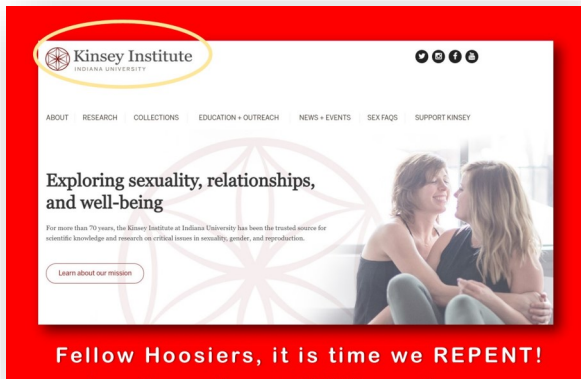 Kinsey Institute
INDIANA UNIVERSITY
ABOUT RESEARCH COLLECTIONS EDUCATION + OUTREACH NEWS + EVENTS SEX FAQS SUPPORT KINSEY
Exploring sexuality, relationships,
and well-being
For more than 70 years, the Kinsey Institute at Indiana University has been the trusted source for
scientific knowledge and research on critical issues in sexuality, gender, and reproduction.
Learn about our mission
Fellow Hoosiers, it is time we REPENT!